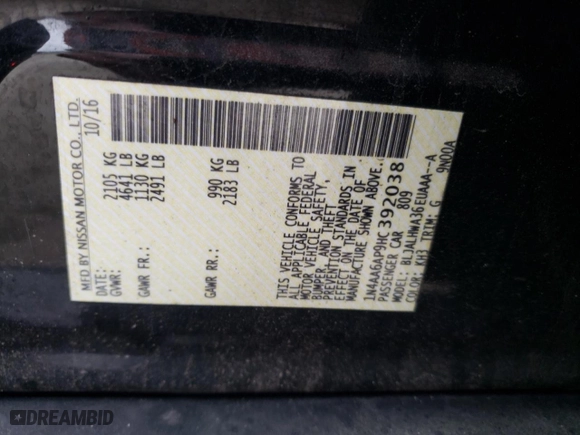 MFD BY NISSAN MOTOR CO., LTD.
DATE: 10/16
GVWR: 2105 KG
4641 LB
GAWR FR: 1130 KG
2491 LB
GAWR RR: 990 KG
2183 LB
THIS VEHICLE CONFORMS TO
ALL APPLICABLE FEDERAL
MOTOR VEHICLE SAFETY,
BUMPER, AND THEFT
PREVENTION STANDARDS IN
EFFECT ON THE DATE OF
MANUFACTURE SHOWN ABOVE.
1N4AA6AP9HC392038
PASSENGER CAR 809
MODEL: BLJALHWA36EUAAA--A
COLOR: KH3 TRIM: G 9W00A
DREAMBID